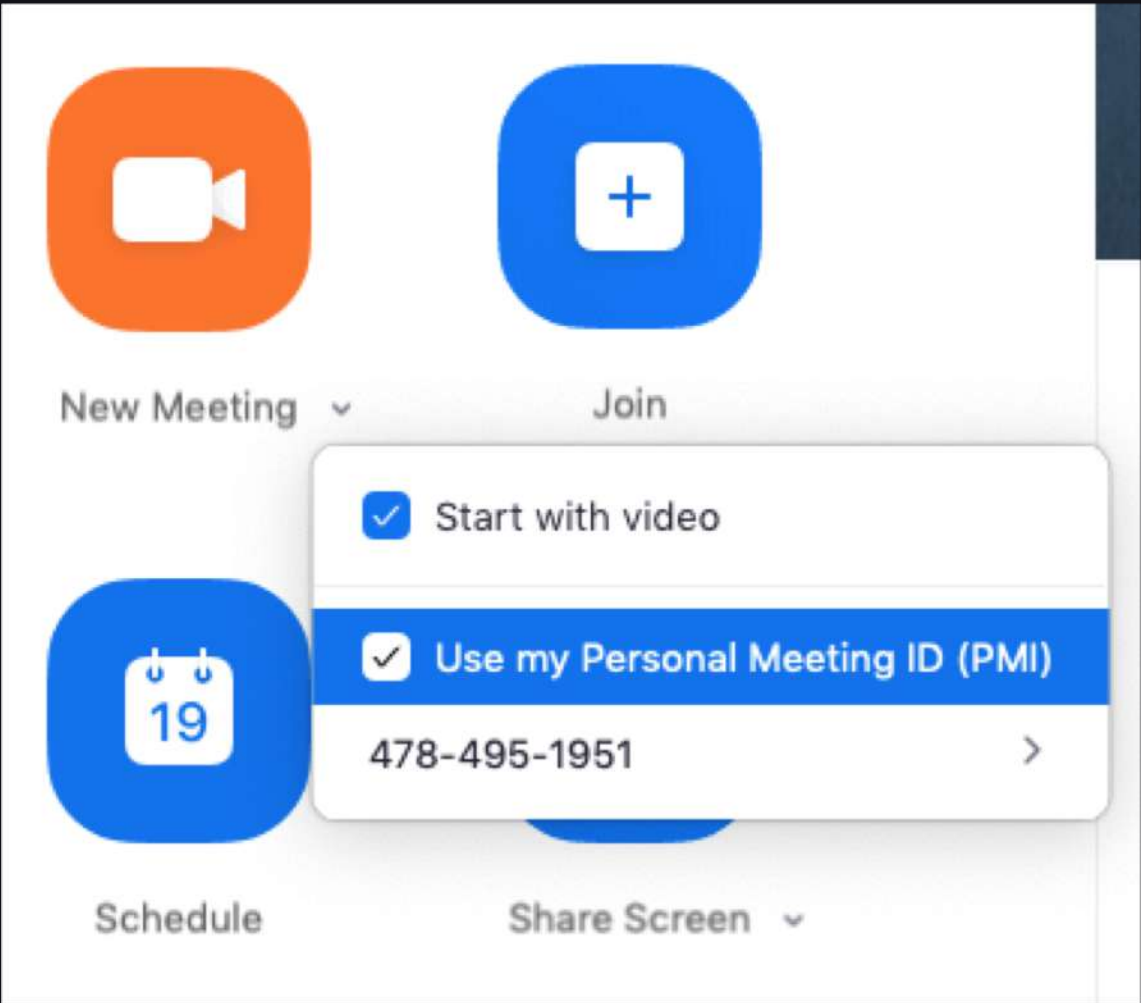 New Meeting
Join
Start with video
Use my Personal Meeting ID (PMI)
478-495-1951
19
Schedule
Share Screen